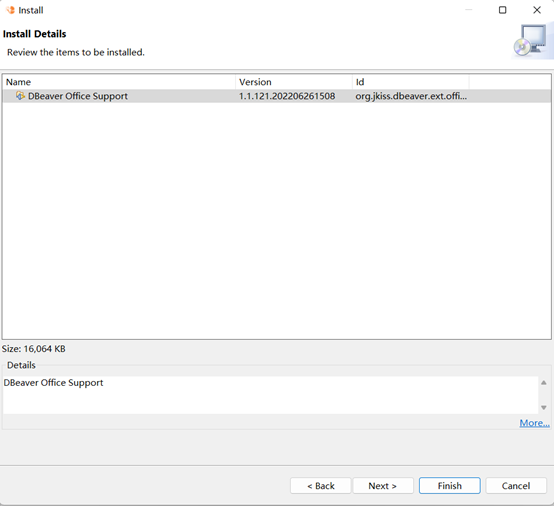 Install
Install Details
Review the items to be installed.
Name Version Id
DBeaver Office Support 1.1.121.202206261508 org.jkiss.dbeaver.ext.offi...
Size: 16,064 KB
Details
DBeaver Office Support
More...
< Back Next > Finish Cancel